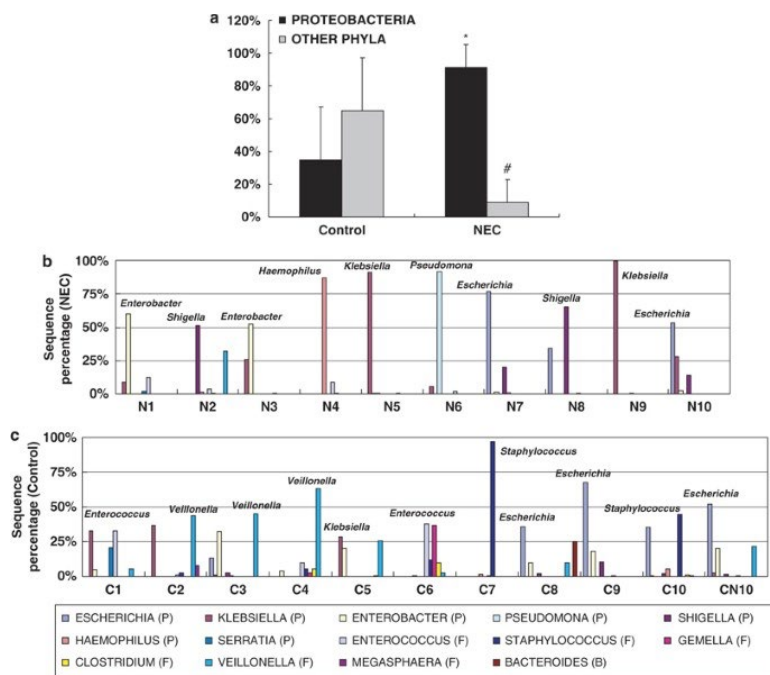 a
120%
100%
80%
60%
40%
20%
0%
PROTEOBACTERIA
OTHER PHYLA
*
#
Control
NEC
b
Sequence
percentage (NEC)
100%
75%
50%
25%
0%
Enterobacter
Shigella
Enterobacter
Haemophilus
Klebsiella
Pseudomona
Escherichia
Shigella
Klebsiella
Escherichia
N1 N2 N3 N4 N5 N6 N7 N8 N9 N10
c
Sequence
percentage (Control)
100%
75%
50%
25%
0%
Enterococcus
Veillonella
Veillonella
Veillonella
Klebsiella
Enterococcus
Staphylococcus
Escherichia
Escherichia
Staphylococcus
Escherichia
C1 C2 C3 C4 C5 C6 C7 C8 C9 C10 CN10
ESCHERICHIA (P) KLEBSIELLA (P) ENTEROBACTER (P) PSEUDOMONA (P) SHIGELLA (P)
HAEMOPHILUS (P) SERRATIA (P) ENTEROCOCCUS (F) STAPHYLOCOCCUS (F) GEMELLA (F)
CLOSTRIDIUM (F) VEILLONELLA (F) MEGASPHAERA (F) BACTEROIDES (B)